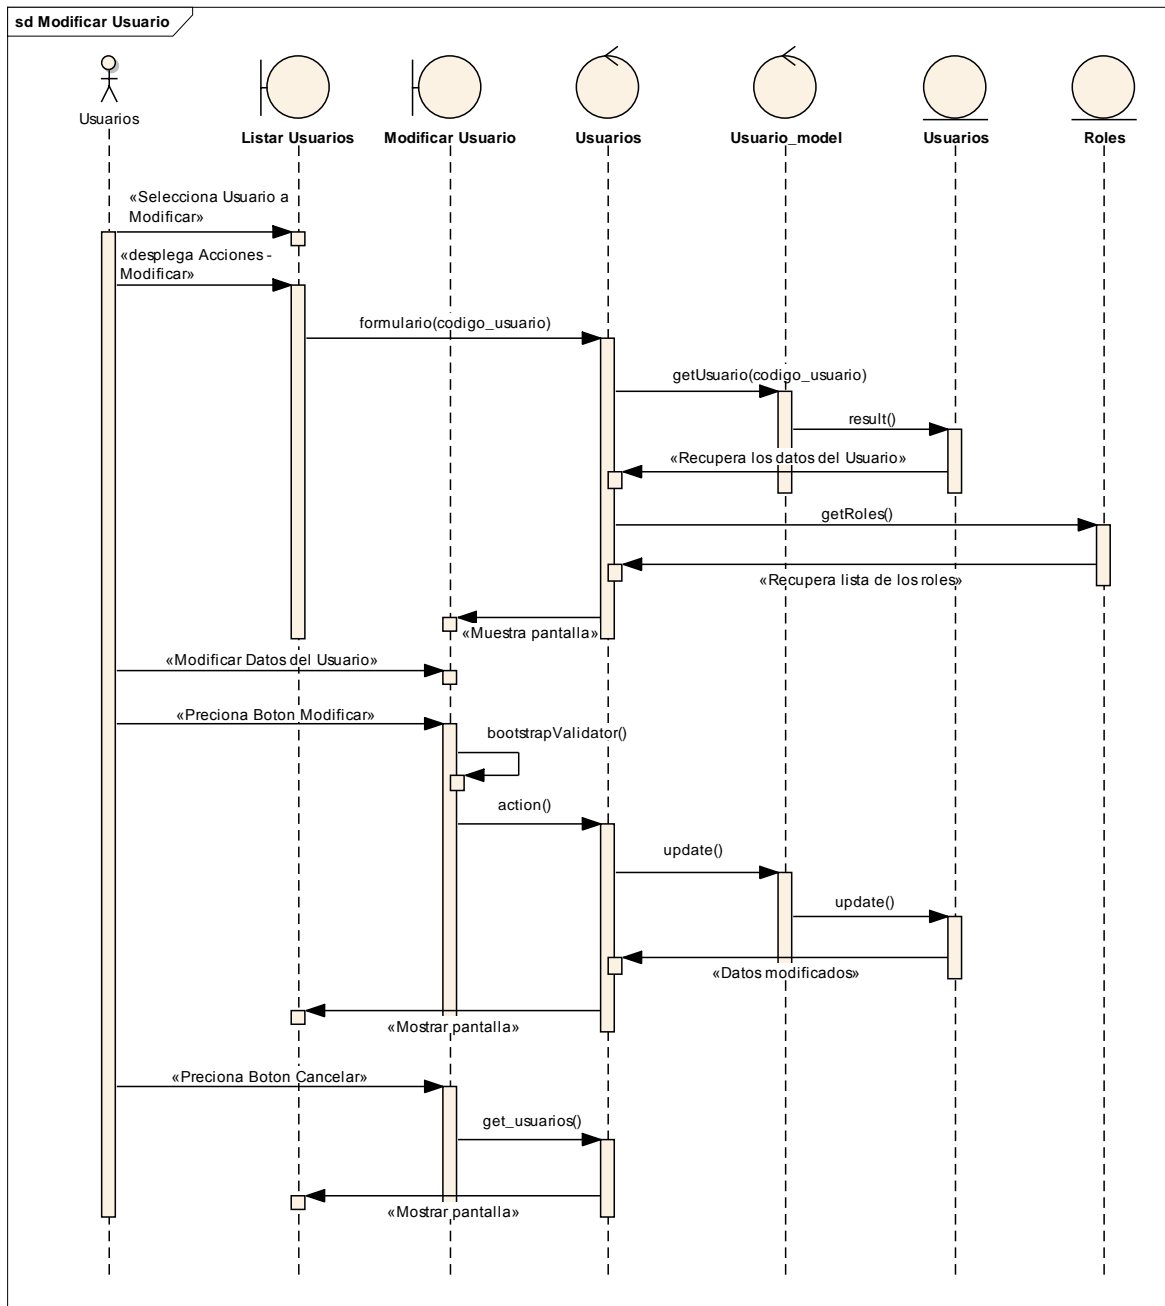 sd Modificar Usuario
Usuarios
Listar Usuarios
Modificar Usuario
Usuarios
Usuario_model
Usuarios
Roles
«Selecciona Usuario a
Modificar»
«desplega Acciones -
Modificar»
formulario(codigo_usuario)
getUsuario(codigo_usuario)
result()
«Recupera los datos del Usuario»
getRoles()
«Recupera lista de los roles»
«Muestra pantalla»
«Modificar Datos del Usuario»
«Preciona Boton Modificar»
bootstrapValidator()
action()
update()
update()
«Datos modificados»
«Mostrar pantalla»
«Preciona Boton Cancelar»
get_usuarios()
«Mostrar pantalla»